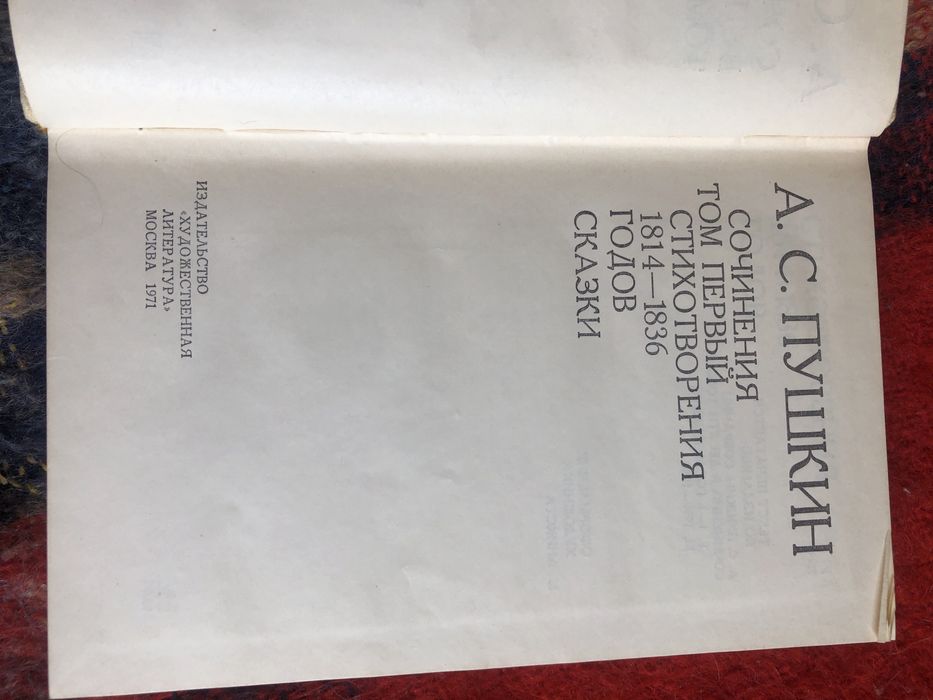 А. С. ПУШКИН
СОЧИНЕНИЯ
ТОМ ПЕРВЫЙ
СТИХОТВОРЕНИЯ
1814—1836
ГОДОВ
СКАЗКИ
ИЗДАТЕЛЬСТВО
«ХУДОЖЕСТВЕННАЯ
ЛИТЕРАТУРА»
МОСКВА 1971